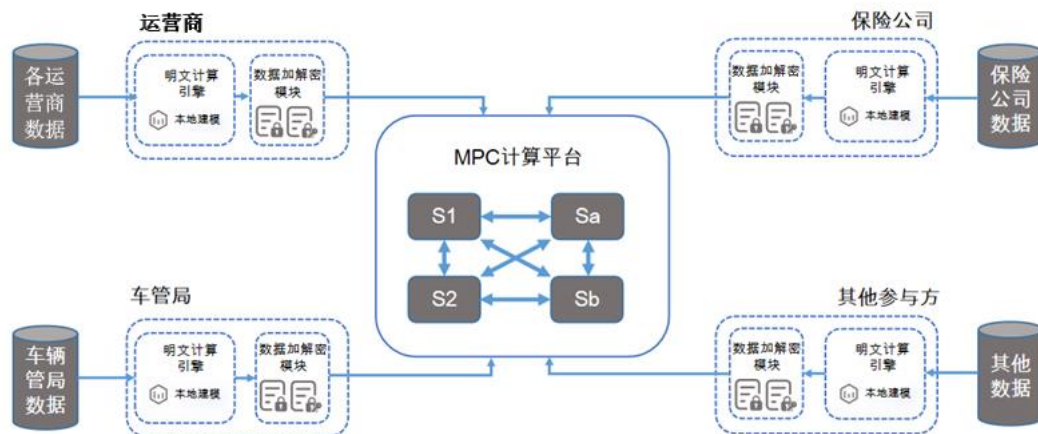 运营商
各运
营商
数据
明文计算
引擎
本地建模
数据加解密
模块
保险公司
数据加解密
模块
明文计算
引擎
本地建模
保险
公司
数据
MPC计算平台
S1
Sa
S2
Sb
车管局
车辆
管局
数据
明文计算
引擎
本地建模
数据加解密
模块
其他参与方
数据加解密
模块
明文计算
引擎
本地建模
其他
数据